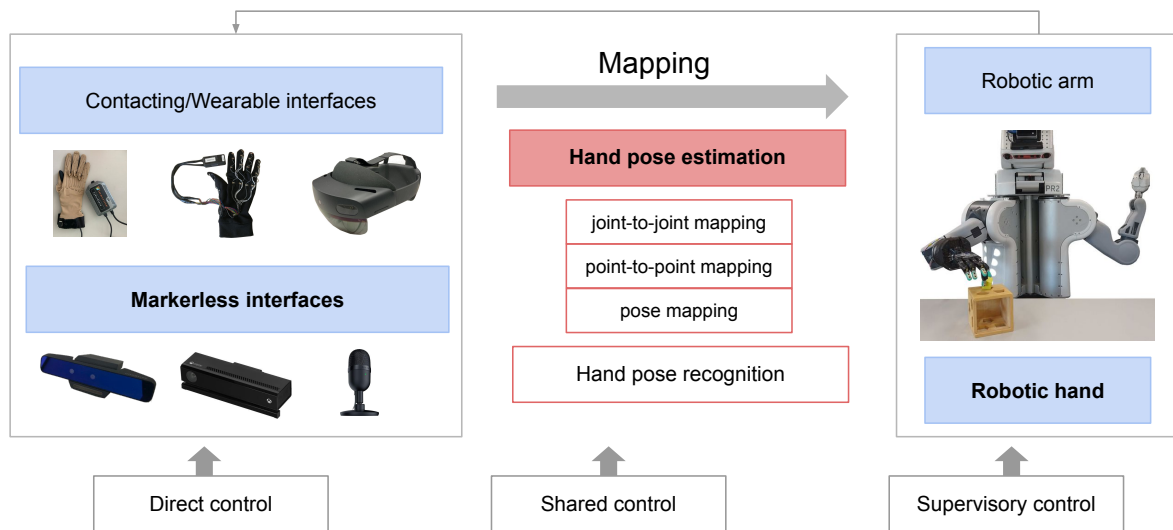 Mapping
Contacting/Wearable interfaces
Markerless interfaces
Hand pose estimation
joint-to-joint mapping
point-to-point mapping
pose mapping
Hand pose recognition
Robotic arm
PR2
Robotic hand
Direct control
Shared control
Supervisory control